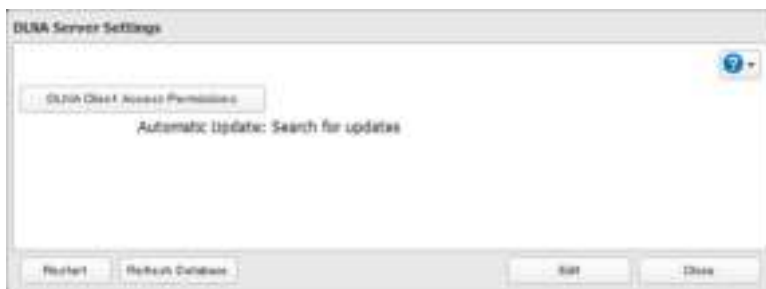 DLNA Server Settings
DLNA Client Access Permissions
Automatic Update: Search for updates
Restart Refresh Database Edit Close